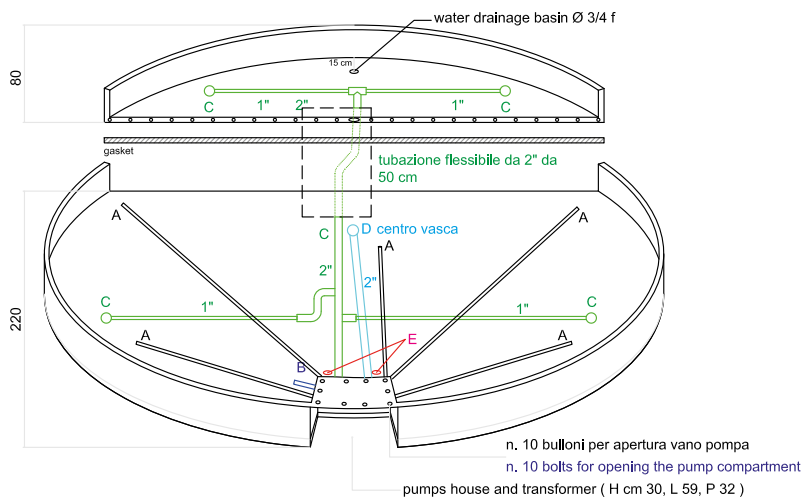 water drainage basin Ø 3/4 f
80
15 cm
1" 2" 1"
C C
gasket
tubazione flessibile da 2" da
50 cm
A A
C D centro vasca
A
2" 2"
C 1" 1" C
A E A
B
220
n. 10 bulloni per apertura vano pompa
n. 10 bolts for opening the pump compartment
pumps house and transformer ( H cm 30, L 59, P 32 )